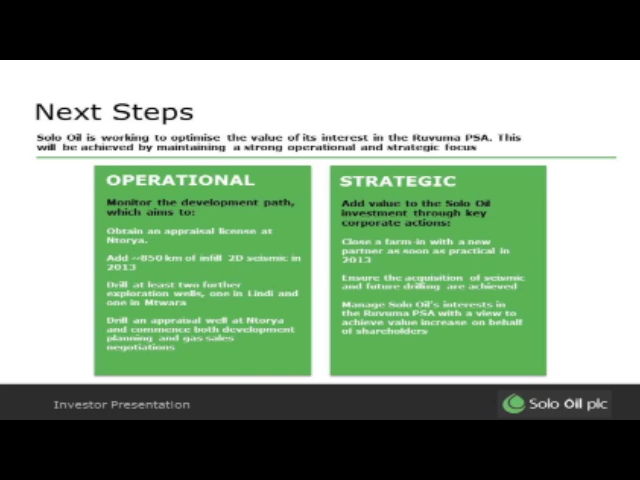 Next Steps
Solo Oil is working to optimise the value of its interest in the Ruvuma PSA. This
will be achieved by maintaining a strong operational and strategic focus
OPERATIONAL
Monitor the development path,
which aims to:
Obtain an appraisal license at
Ntorya.
Add ~850 km of infill 2D seismic in
2013
Drill at least two further
exploration wells, one in Lindi and
one in Mtwara
Drill an appraisal well at Ntorya
and commence both development
planning and gas sales
negotiations
STRATEGIC
Add value to the Solo Oil
investment through key
corporate actions:
Close a farm-in with a new
partner as soon as practical in
2013
Ensure the acquisition of seismic
and future drilling are achieved
Manage Solo Oil's interests in
the Ruvuma PSA with a view to
achieve value increase on behalf
of shareholders
Investor Presentation
Solo Oil plc